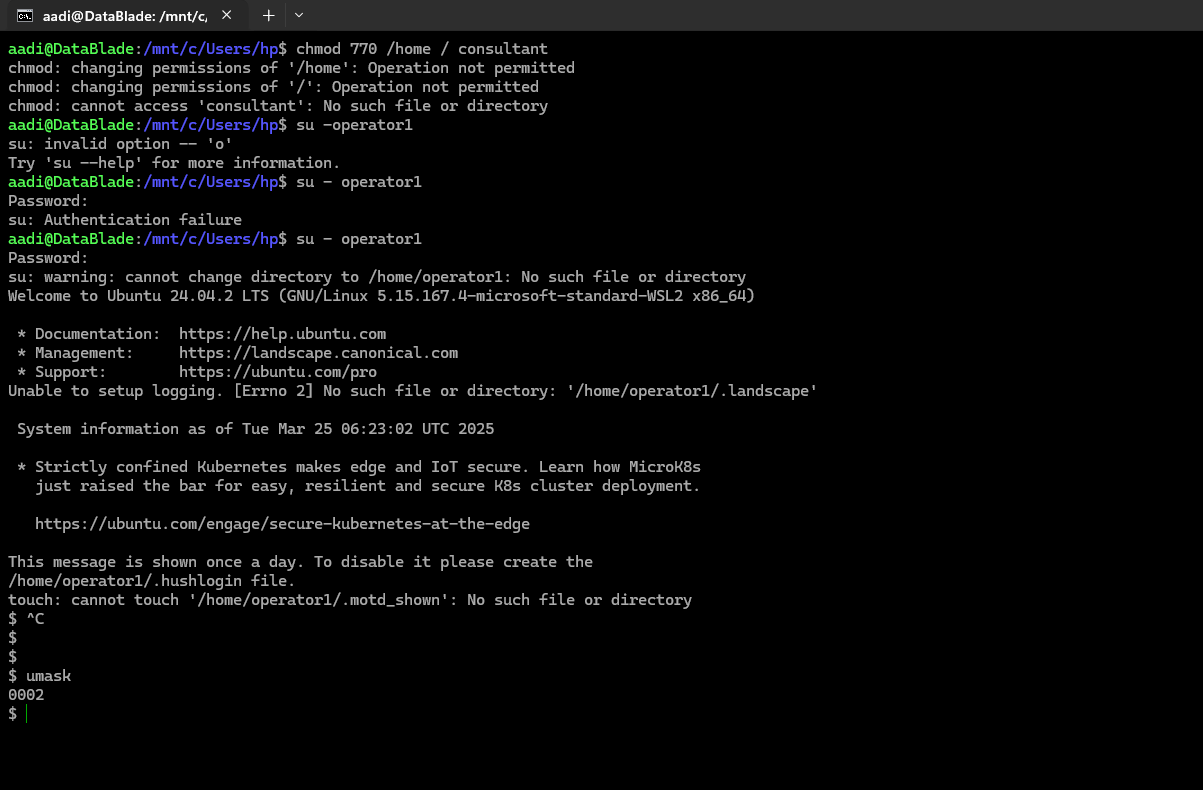 aadi@DataBlade: /mnt/c,
aadi@DataBlade:/mnt/c/Users/hp$ chmod 770 /home / consultant
chmod: changing permissions of '/home': Operation not permitted
chmod: changing permissions of '/': Operation not permitted
chmod: cannot access 'consultant': No such file or directory
aadi@DataBlade:/mnt/c/Users/hp$ su -operator1
su: invalid option -- 'o'
Try 'su --help' for more information.
aadi@DataBlade:/mnt/c/Users/hp$ su - operator1
Password:
su: Authentication failure
aadi@DataBlade:/mnt/c/Users/hp$ su - operator1
Password:
su: warning: cannot change directory to /home/operator1: No such file or directory
Welcome to Ubuntu 24.04.2 LTS (GNU/Linux 5.15.167.4-microsoft-standard-WSL2 x86_64)
* Documentation:  https://help.ubuntu.com
* Management:     https://landscape.canonical.com
* Support:        https://ubuntu.com/pro
Unable to setup logging. [Errno 2] No such file or directory: '/home/operator1/.landscape'
System information as of Tue Mar 25 06:23:02 UTC 2025
* Strictly confined Kubernetes makes edge and IoT secure. Learn how MicroK8s
just raised the bar for easy, resilient and secure K8s cluster deployment.
https://ubuntu.com/engage/secure-kubernetes-at-the-edge
This message is shown once a day. To disable it please create the
/home/operator1/.hushlogin file.
touch: cannot touch '/home/operator1/.motd_shown': No such file or directory
$ ^C
$
$
$ umask
0002
$